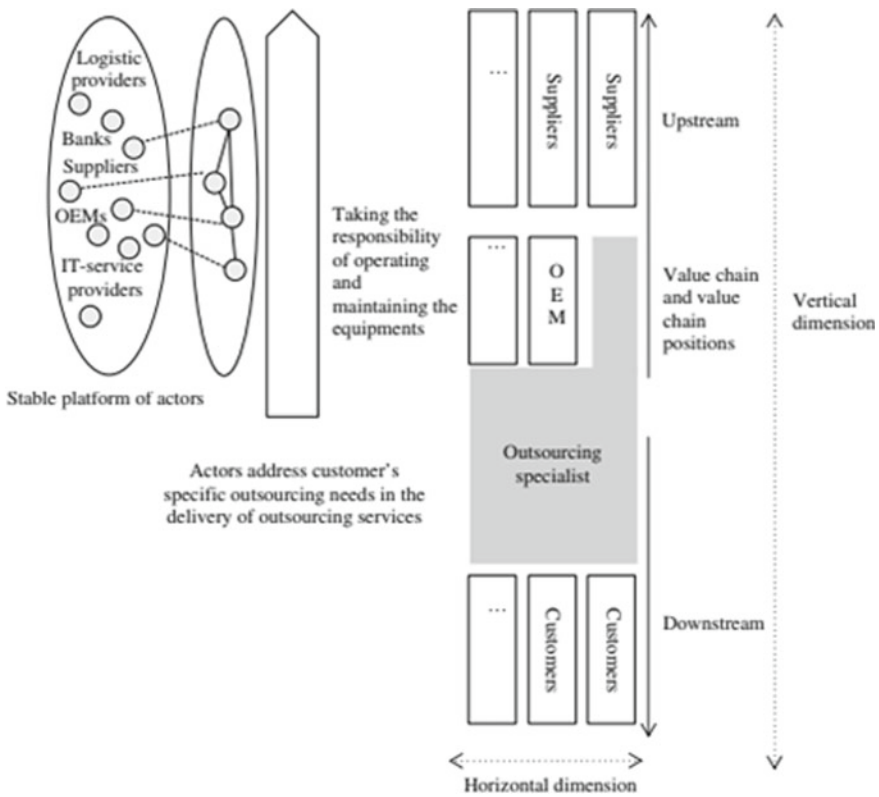 Logistic
providers
Banks
Suppliers
OEMs
IT-service
providers
Stable platform of actors
Taking the
responsibility
of operating
and
maintaining the
equipments
Actors address customer's
specific outsourcing needs in the
delivery of outsourcing services
...
Suppliers
Suppliers
Upstream
...
OEM
Value chain
and value
chain
positions
Vertical
dimension
Outsourcing
specialist
...
Customers
Customers
Downstream
Horizontal dimension